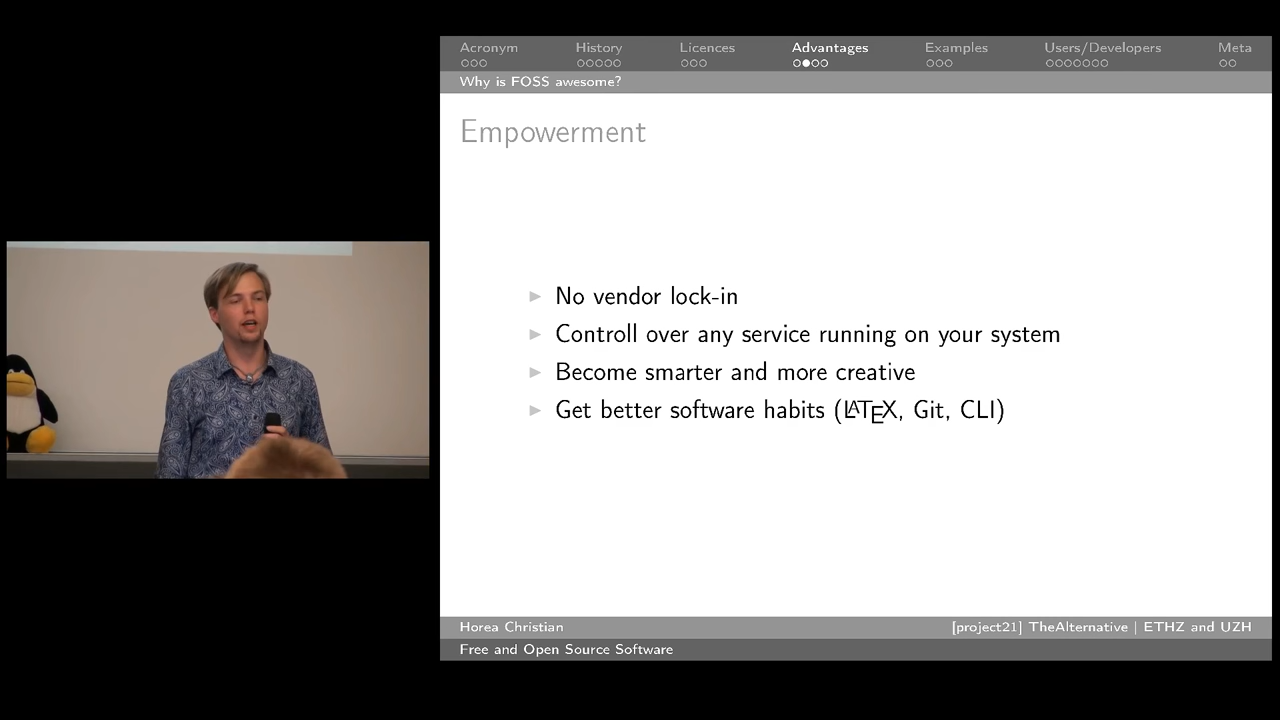 Acronym History Licences Advantages Examples Users/Developers Meta
Why is FOSS awesome?
Empowerment
No vendor lock-in
Controll over any service running on your system
Become smarter and more creative
Get better software habits (LATEX, Git, CLI)
Horea Christian [project21] TheAlternative | ETHZ and UZH
Free and Open Source Software